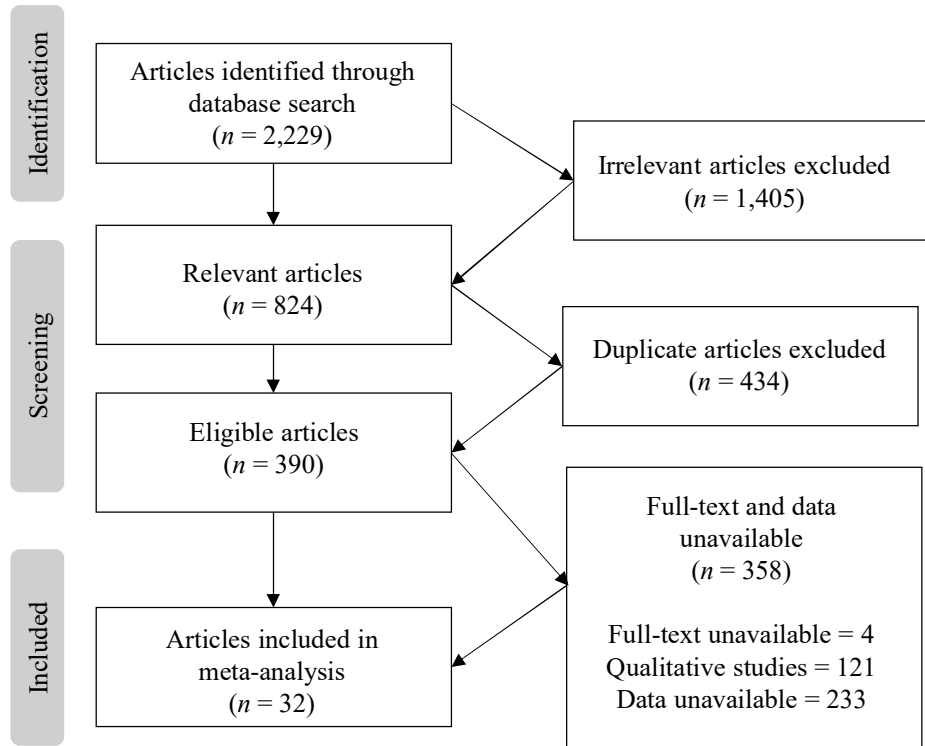 Identification
Articles identified through
database search
(n = 2,229)
Irrelevant articles excluded
(n = 1,405)
Screening
Relevant articles
(n = 824)
Duplicate articles excluded
(n = 434)
Eligible articles
(n = 390)
Full-text and data
unavailable
(n = 358)
Full-text unavailable = 4
Qualitative studies = 121
Data unavailable = 233
Included
Articles included in
meta-analysis
(n = 32)